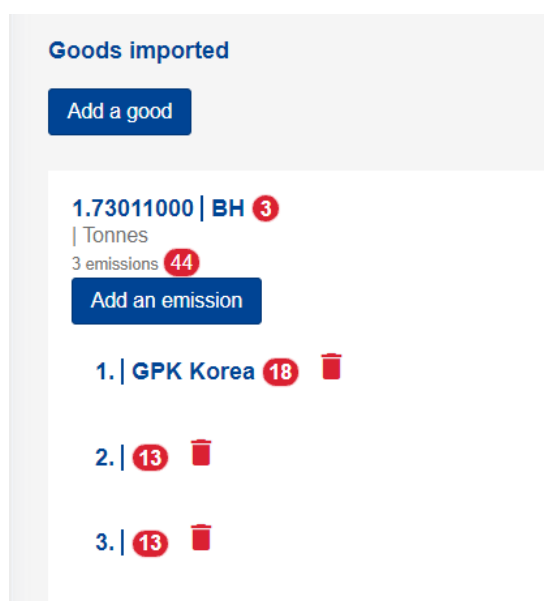 Goods imported
Add a good
1.73011000 | BH 3
| Tonnes
3 emissions 44
Add an emission
1. | GPK Korea 18
2. | 13
3. | 13